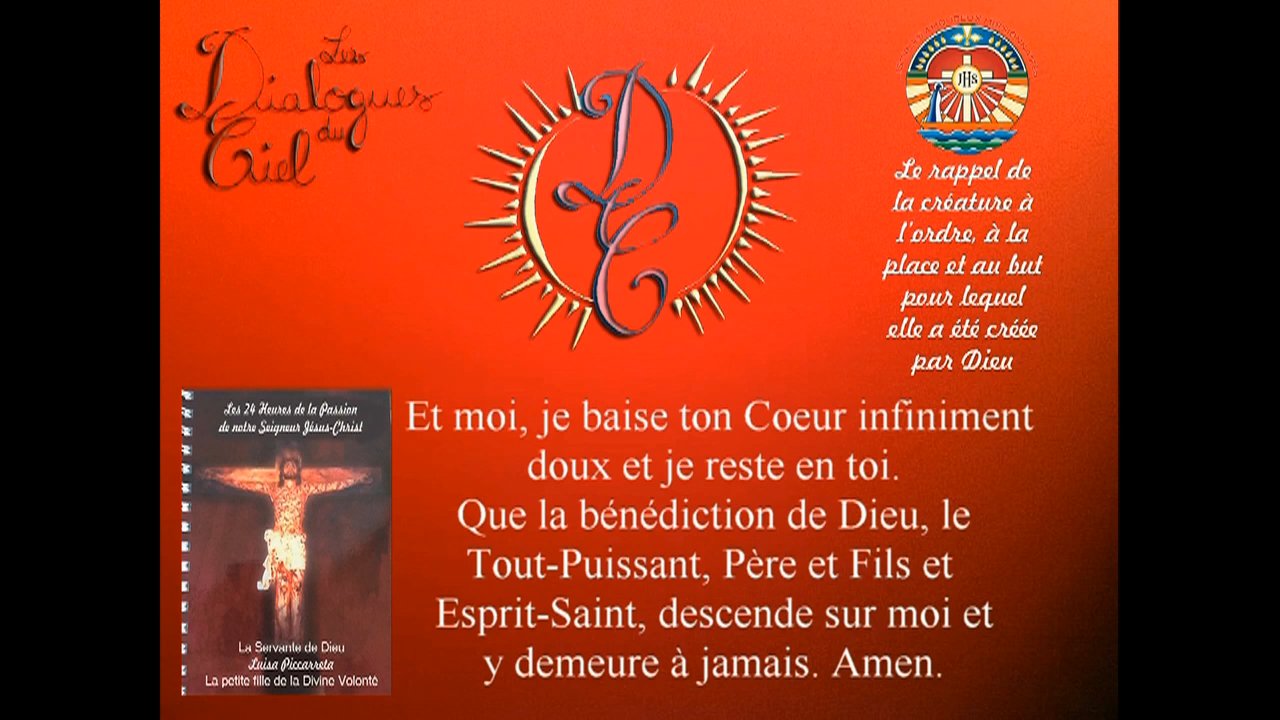 Les
Dialogues
du
Ciel
D
C
JHS
Le rappel de
la créature à
l'ordre, à la
place et au but
pour lequel
elle a été créée
par Dieu
Les 24 Heures de la Passion
de notre Seigneur Jésus-Christ
La Servante de Dieu
Luisa Piccarreta
La petite fille de la Divine Volonté
Et moi, je baise ton Coeur infiniment
doux et je reste en toi.
Que la bénédiction de Dieu, le
Tout-Puissant, Père et Fils et
Esprit-Saint, descende sur moi et
y demeure à jamais. Amen.